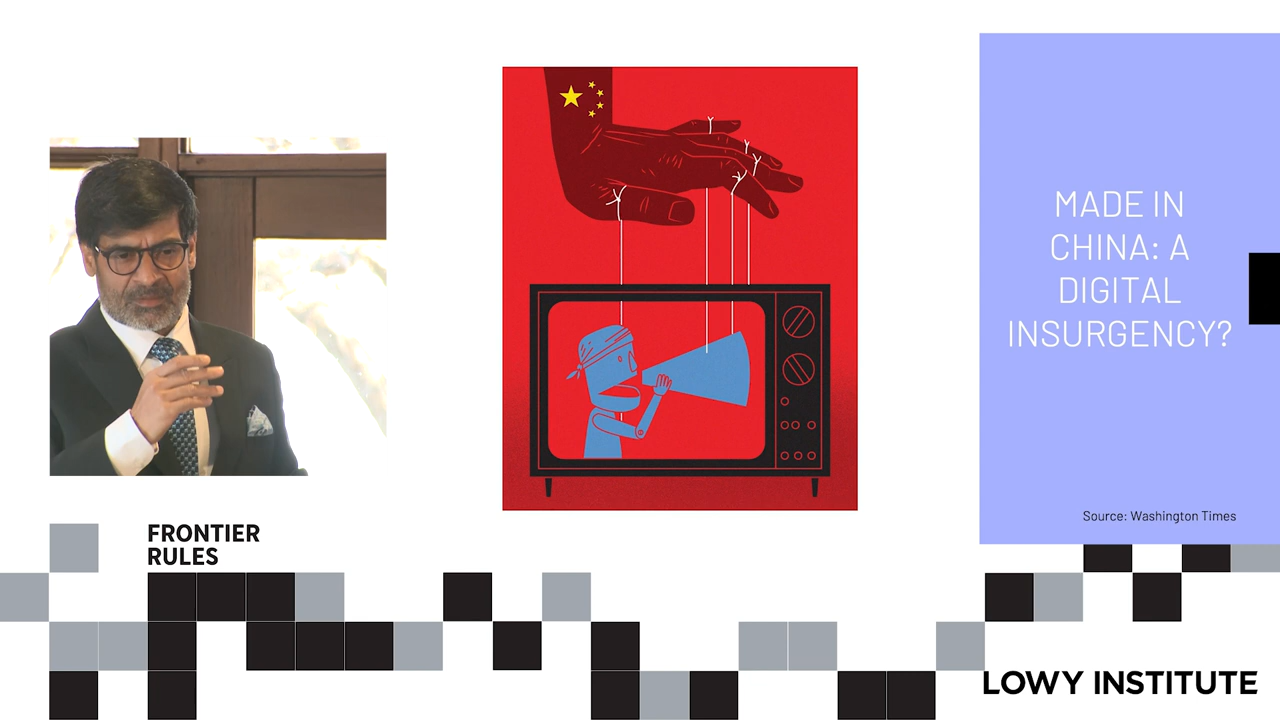 MADE IN
CHINA: A
DIGITAL
INSURGENCY?
Source: Washington Times
FRONTIER
RULES
LOWY INSTITUTE